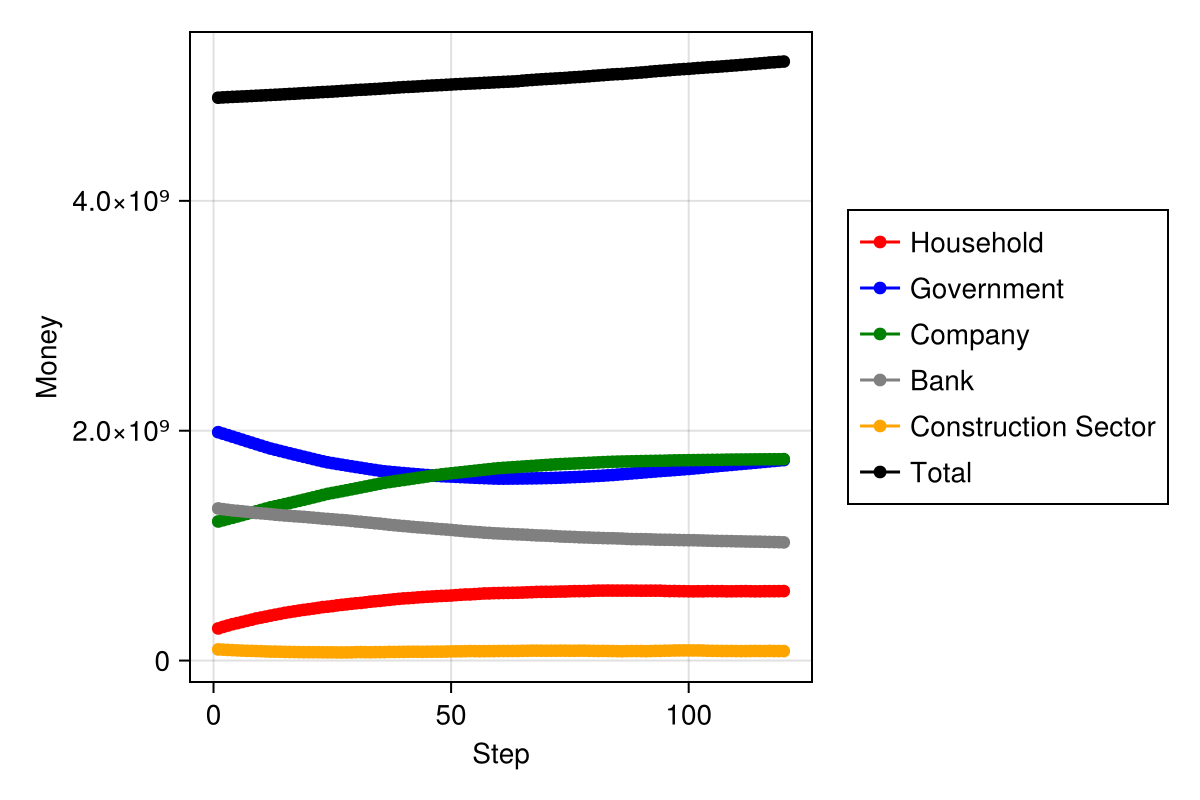 Money
4.0×10⁹
2.0×10⁹
0
0
50
100
Step
Household
Government
Company
Bank
Construction Sector
Total